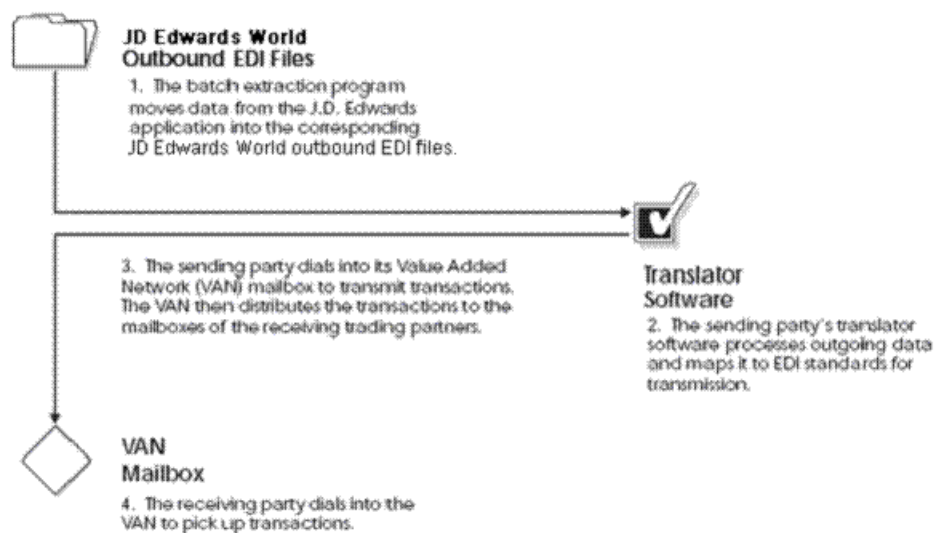 JD Edwards World
Outbound EDI Files
1. The batch extraction program
moves data from the J.D. Edwards
application into the corresponding
JD Edwards World outbound EDI files.
3. The sending party dials into its Value Added
Network (VAN) mailbox to transmit transactions.
The VAN then distributes the transactions to the
mailboxes of the receiving trading partners.
Translator
Software
2. The sending party's translator
software processes outgoing data
and maps it to EDI standards for
transmission.
VAN
Mailbox
4. The receiving party dials into the
VAN to pick up transactions.